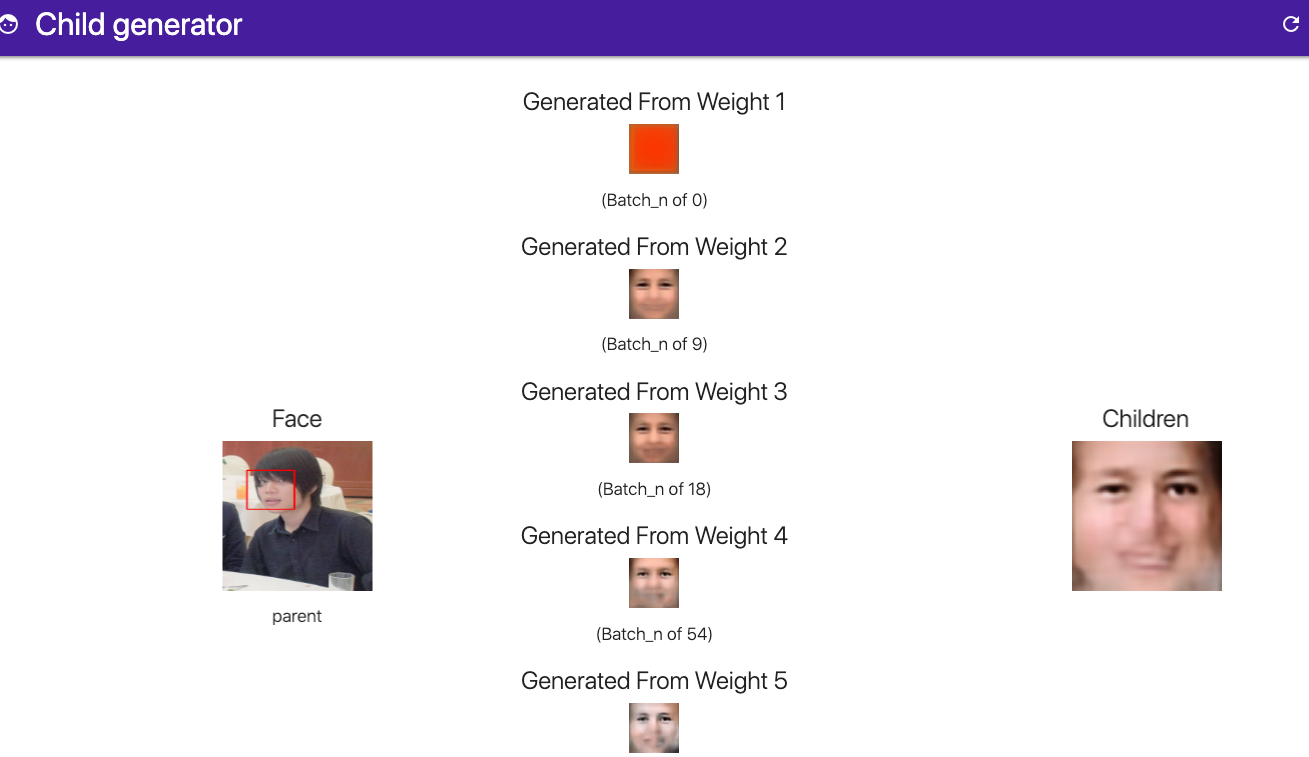 Child generator
Generated From Weight 1
(Batch_n of 0)
Generated From Weight 2
(Batch_n of 9)
Generated From Weight 3
(Batch_n of 18)
Generated From Weight 4
(Batch_n of 54)
Generated From Weight 5
Face
parent
Children